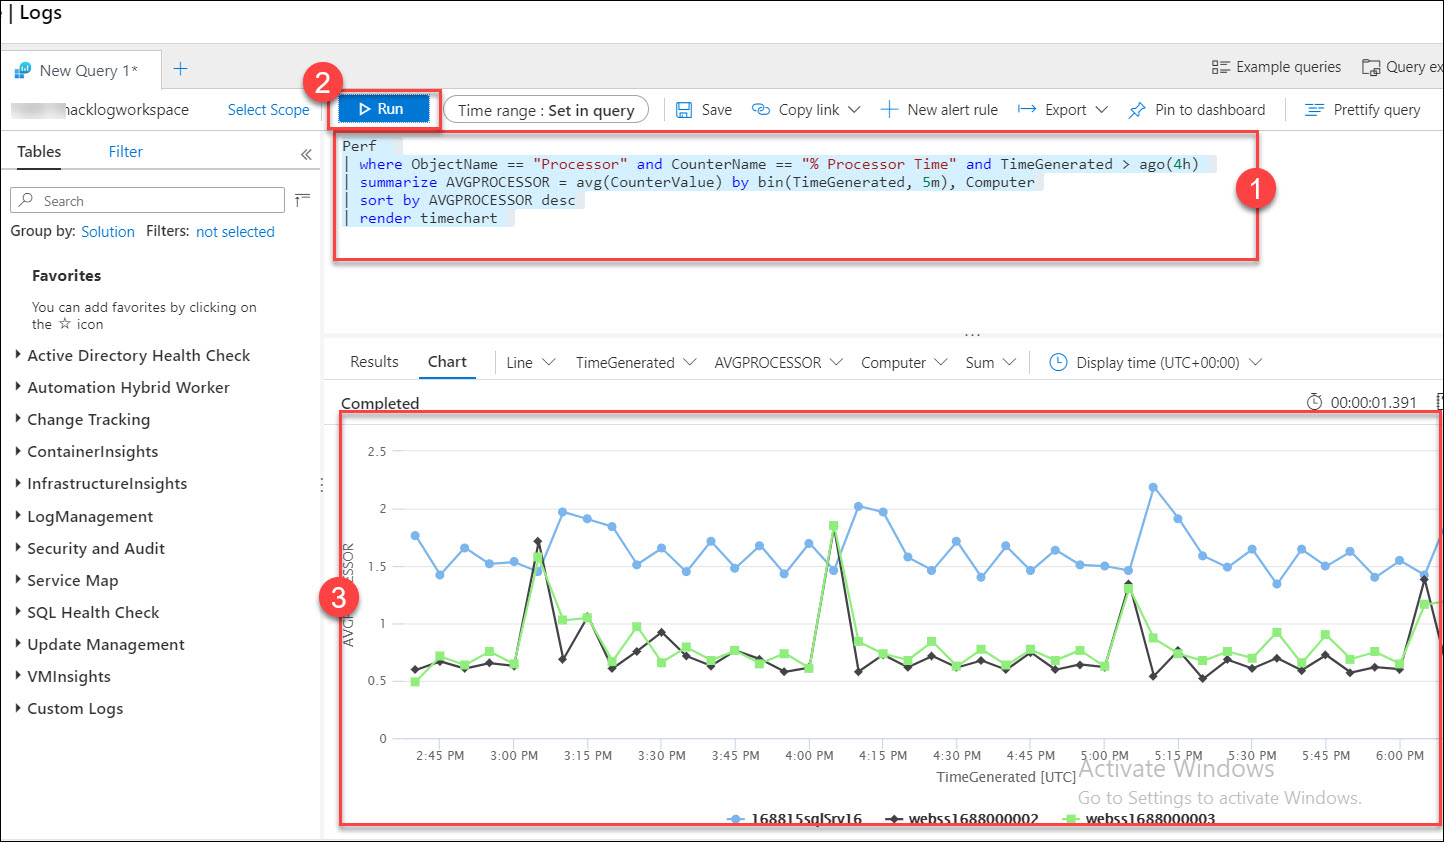 | Logs
New Query 1*
Example queries
Query ex
hacklogworkspace
Select Scope
2
Run
Time range : Set in query
Save
Copy link
New alert rule
Export
Pin to dashboard
Prettify query
Tables
Filter
Search
Group by: Solution Filters: not selected
Favorites
You can add favorites by clicking on
the ☆ icon
Active Directory Health Check
Automation Hybrid Worker
Change Tracking
ContainerInsights
InfrastructureInsights
LogManagement
Security and Audit
Service Map
SQL Health Check
Update Management
VMInsights
Custom Logs
Perf
| where ObjectName == "Processor" and CounterName == "% Processor Time" and TimeGenerated > ago(4h)
| summarize AVGPROCESSOR = avg(CounterValue) by bin(TimeGenerated, 5m), Computer
| sort by AVGPROCESSOR desc
| render timechart
1
...
Results
Chart
Line
TimeGenerated
AVGPROCESSOR
Computer
Sum
Display time (UTC+00:00)
Completed
00:00:01.391
3
2.5
2
1.5
1
0.5
0
2:45 PM 3:00 PM 3:15 PM 3:30 PM 3:45 PM 4:00 PM 4:15 PM 4:30 PM 4:45 PM 5:00 PM 5:15 PM 5:30 PM 5:45 PM 6:00 PM
TimeGenerated [UTC]
Activate Windows
Go to Settings to activate Windows.
168815sqlSrv16 webss1688000002 webss1688000003